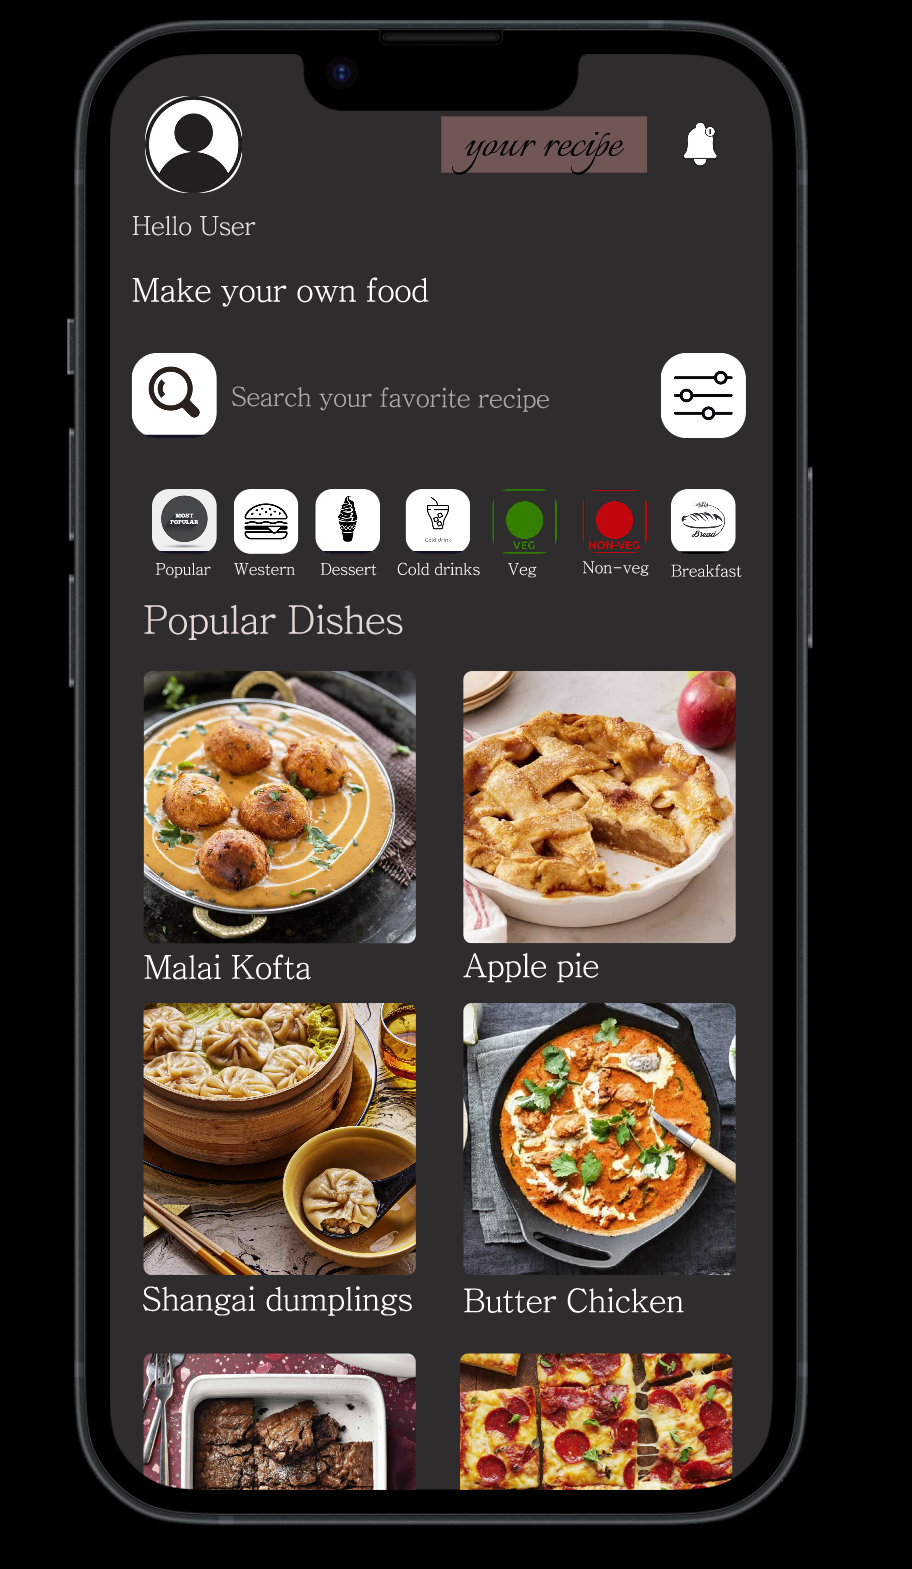 your recipe
Hello User
Make your own food
Search your favorite recipe
MOST
POPULAR
Cold drink
VEG
NON-VEG
Bread
Popular
Western
Dessert
Cold drinks
Veg
Non-veg
Breakfast
Popular Dishes
Malai Kofta
Apple pie
Shangai dumplings
Butter Chicken